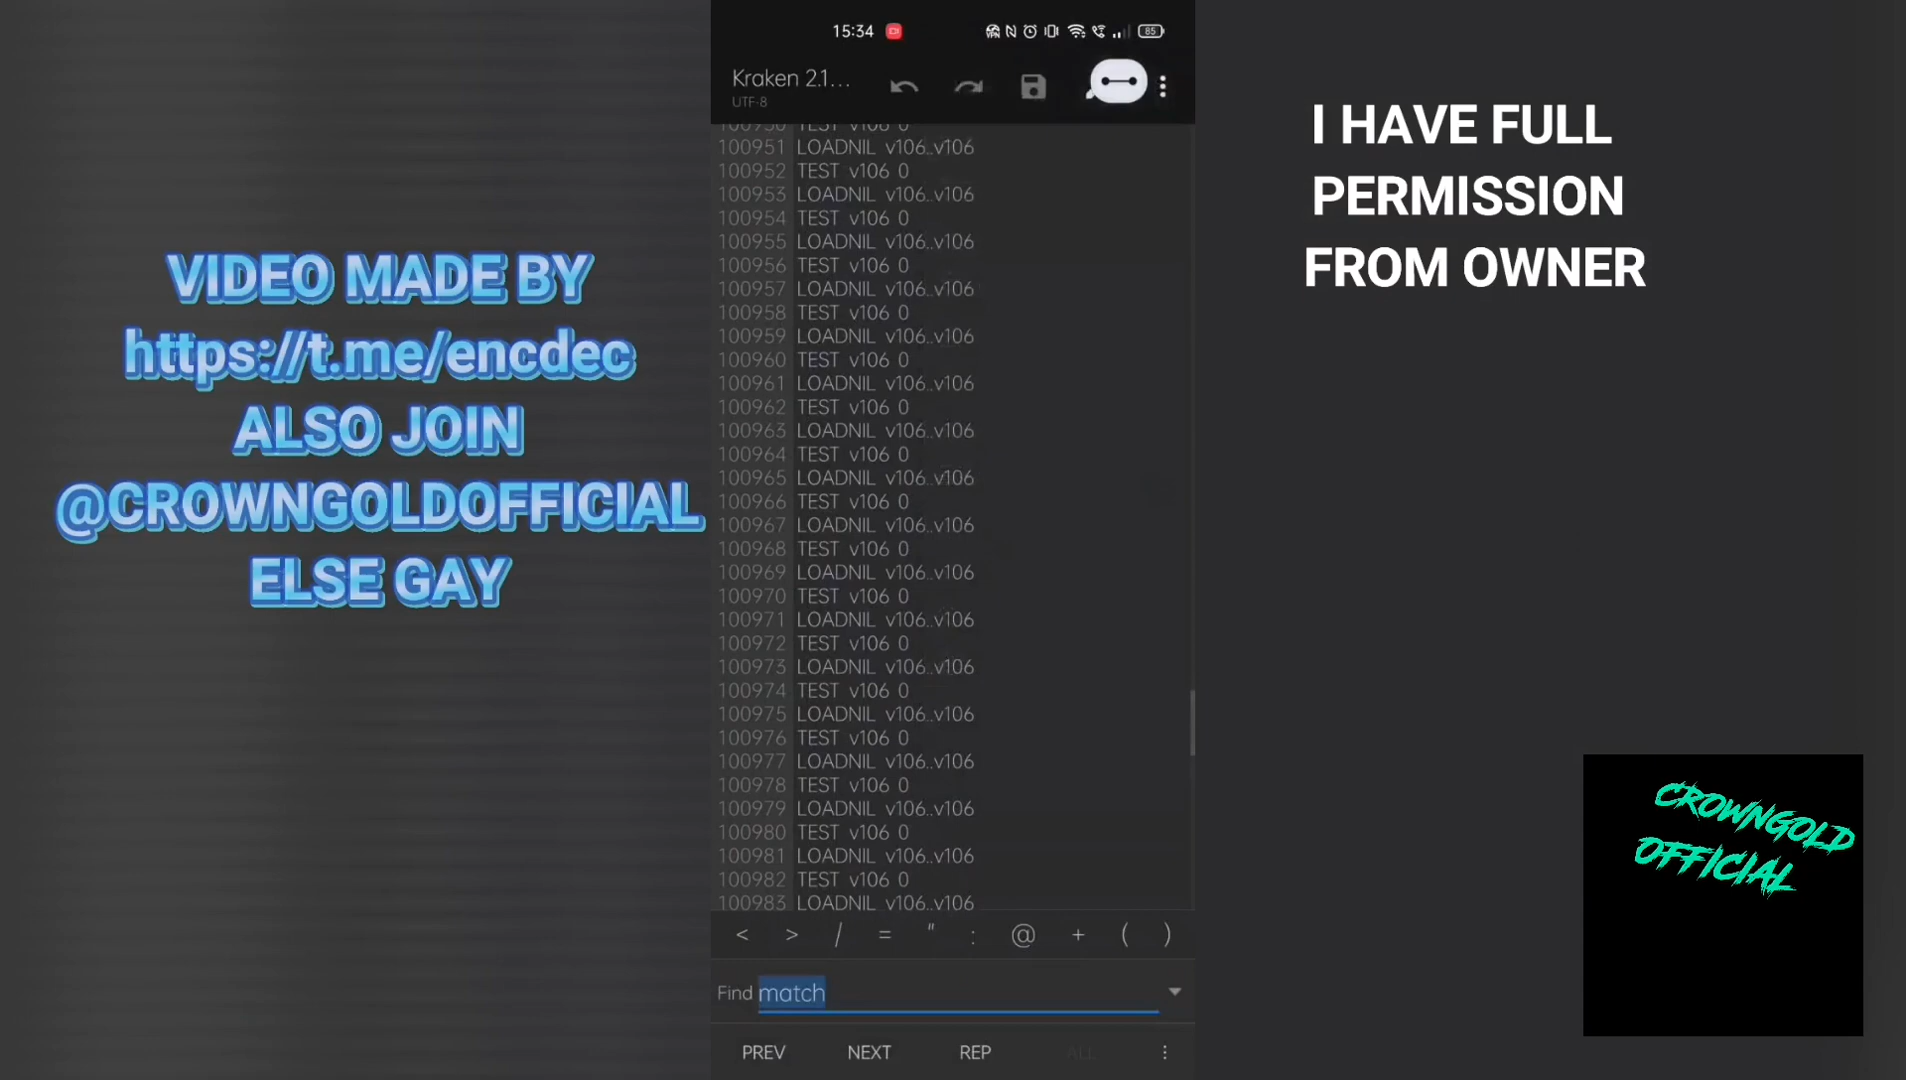 VIDEO MADE BY
https://t.me/encdec
ALSO JOIN
@CROWNGOLDOFFICIAL
ELSE GAY
15:34
85
Kraken 2.1...
UTF-8
100950 TEST v106 0
100951 LOADNIL v106..v106
100952 TEST v106 0
100953 LOADNIL v106..v106
100954 TEST v106 0
100955 LOADNIL v106..v106
100956 TEST v106 0
100957 LOADNIL v106..v106
100958 TEST v106 0
100959 LOADNIL v106..v106
100960 TEST v106 0
100961 LOADNIL v106..v106
100962 TEST v106 0
100963 LOADNIL v106..v106
100964 TEST v106 0
100965 LOADNIL v106..v106
100966 TEST v106 0
100967 LOADNIL v106..v106
100968 TEST v106 0
100969 LOADNIL v106..v106
100970 TEST v106 0
100971 LOADNIL v106..v106
100972 TEST v106 0
100973 LOADNIL v106..v106
100974 TEST v106 0
100975 LOADNIL v106..v106
100976 TEST v106 0
100977 LOADNIL v106..v106
100978 TEST v106 0
100979 LOADNIL v106..v106
100980 TEST v106 0
100981 LOADNIL v106..v106
100982 TEST v106 0
100983 LOADNIL v106..v106
< > / = " : @ + ( )
Find match
PREV NEXT REP ALL
I HAVE FULL
PERMISSION
FROM OWNER
CROWNGOLD
OFFICIAL